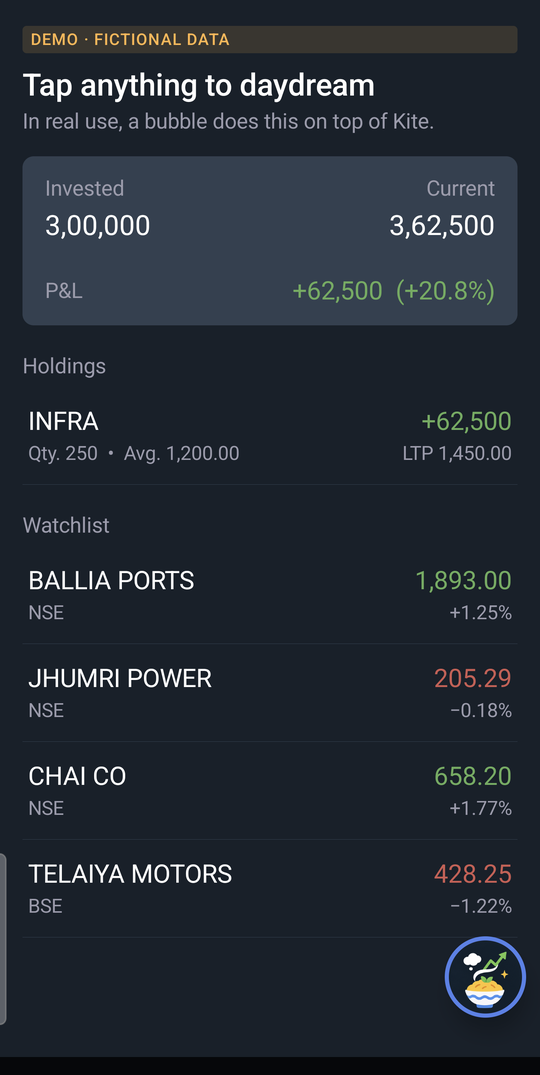 DEMO · FICTIONAL DATA
Tap anything to daydream
In real use, a bubble does this on top of Kite.
Invested Current
3,00,000 3,62,500
P&L +62,500 (+20.8%)
Holdings
INFRA +62,500
Qty. 250 • Avg. 1,200.00 LTP 1,450.00
Watchlist
BALLIA PORTS 1,893.00
NSE +1.25%
JHUMRI POWER 205.29
NSE −0.18%
CHAI CO 658.20
NSE +1.77%
TELAIYA MOTORS 428.25
BSE −1.22%